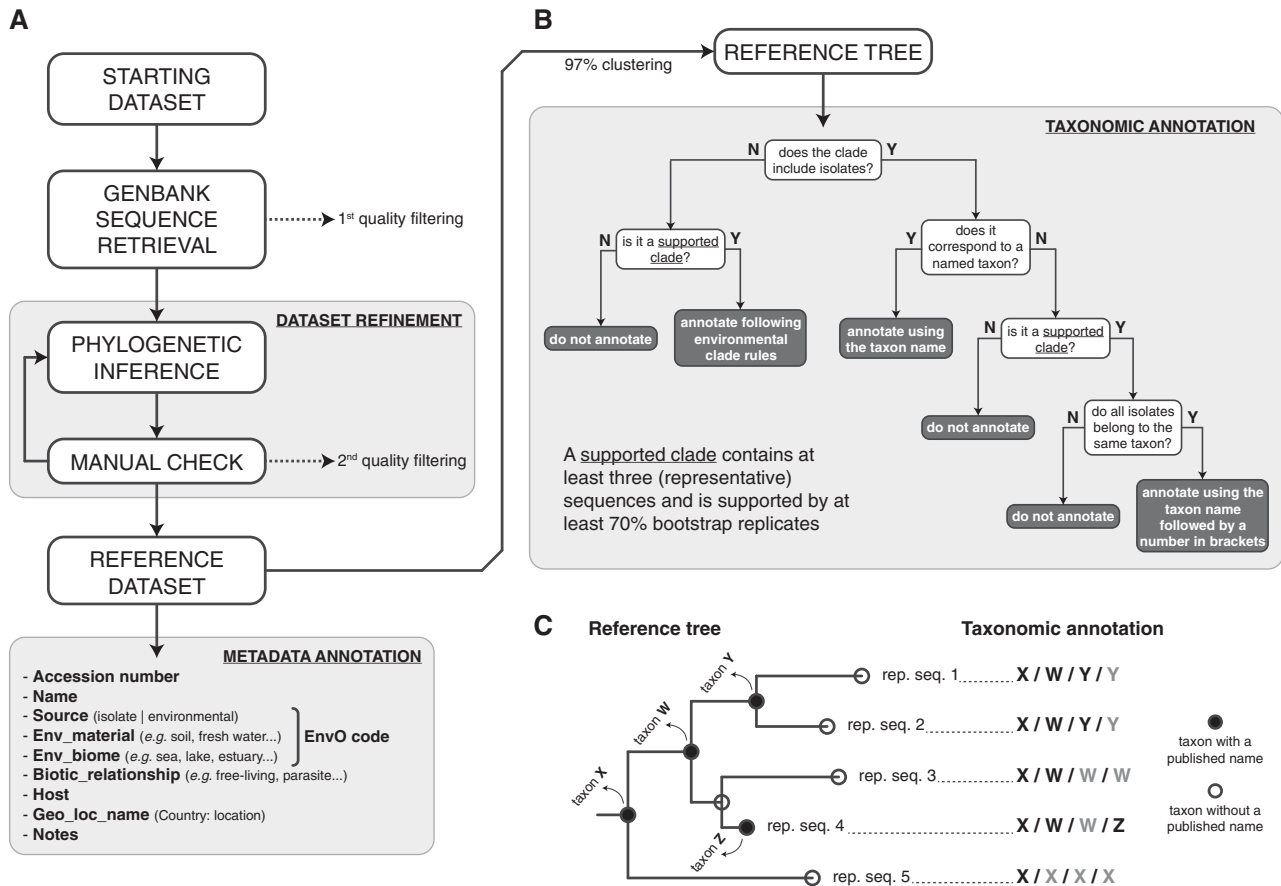 A
STARTING
DATASET
GENBANK
SEQUENCE
RETRIEVAL
1st quality filtering
DATASET REFINEMENT
PHYLOGENETIC
INFERENCE
MANUAL CHECK
2nd quality filtering
REFERENCE
DATASET
METADATA ANNOTATION
- Accession number
- Name
- Source (isolate | environmental)
- Env_material (e.g. soil, fresh water...)
- Env_biome (e.g. sea, lake, estuary...)
EnvO code
- Biotic_relationship (e.g. free-living, parasite...)
- Host
- Geo_loc_name (Country: location)
- Notes
B
97% clustering
REFERENCE TREE
TAXONOMIC ANNOTATION
does the clade
include isolates?
N
Y
is it a supported
clade?
N
Y
do not annotate
annotate following
environmental
clade rules
does it
correspond to a
named taxon?
Y
N
annotate using
the taxon name
is it a supported
clade?
N
Y
do not annotate
do all isolates
belong to the
same taxon?
N
Y
do not annotate
annotate using the
taxon name
followed by a
number in brackets
A supported clade contains at
least three (representative)
sequences and is supported by at
least 70% bootstrap replicates
C
Reference tree
Taxonomic annotation
taxon X
taxon W
taxon Y
taxon Z
rep. seq. 1 X / W / Y / Y
rep. seq. 2 X / W / Y / Y
rep. seq. 3 X / W / W / W
rep. seq. 4 X / W / W / Z
rep. seq. 5 X / X / X / X
taxon with a
published name
taxon without a
published name